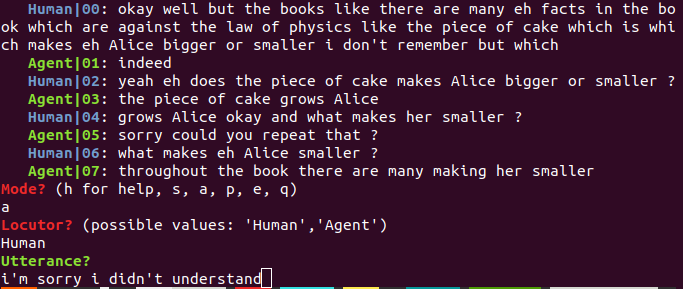 Human|00: okay well but the books like there are many eh facts in the bo
ok which are against the law of physics like the piece of cake which is whi
ch makes eh Alice bigger or smaller i don't remember but which
Agent|01: indeed
Human|02: yeah eh does the piece of cake makes Alice bigger or smaller ?
Agent|03: the piece of cake grows Alice
Human|04: grows Alice okay and what makes her smaller ?
Agent|05: sorry could you repeat that ?
Human|06: what makes eh Alice smaller ?
Agent|07: throughout the book there are many making her smaller
Mode? (h for help, s, a, p, e, q)
a
Locutor? (possible values: 'Human','Agent')
Human
Utterance?
i'm sorry i didn't understand